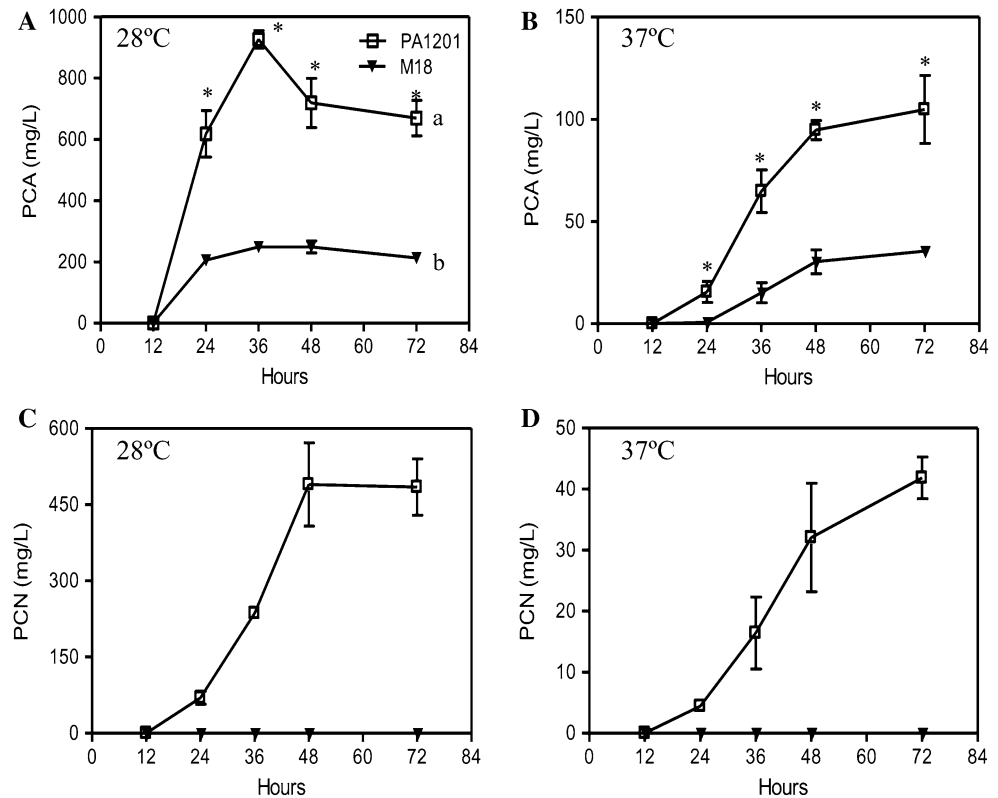 A
28ºC
PA1201
M18
PCA (mg/L)
1000
800
600
400
200
0
*
*
*
*
a
b
0 12 24 36 48 60 72 84
Hours
B
37ºC
PCA (mg/L)
150
100
50
0
*
*
*
*
0 12 24 36 48 60 72 84
Hours
C
28ºC
PCN (mg/L)
600
450
300
150
0
0 12 24 36 48 60 72 84
Hours
D
37ºC
PCN (mg/L)
50
40
30
20
10
0
0 12 24 36 48 60 72 84
Hours